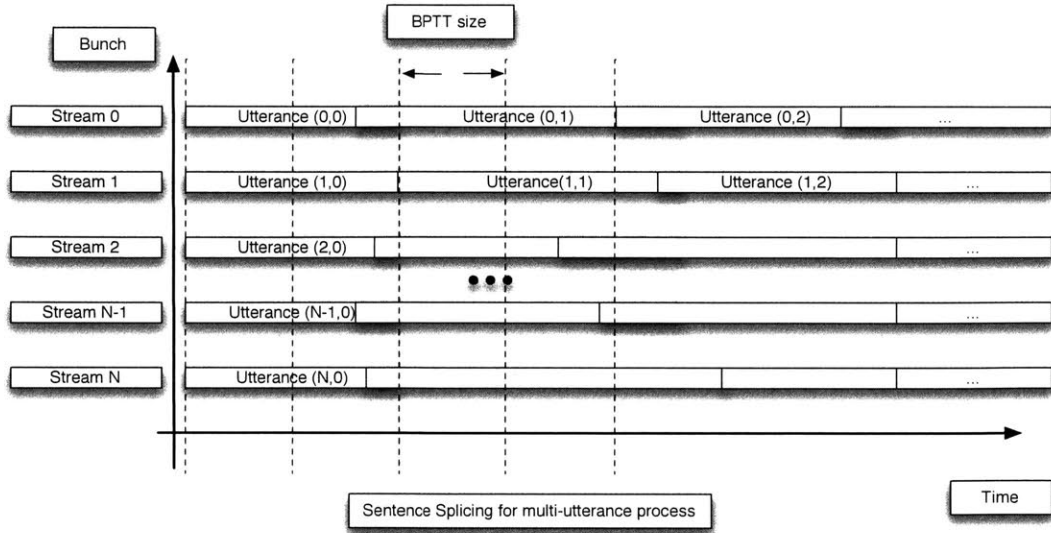 BPTT size
Bunch
Stream 0 Utterance (0,0) Utterance (0,1) Utterance (0,2) ...
Stream 1 Utterance (1,0) Utterance(1,1) Utterance (1,2) ...
Stream 2 Utterance (2,0) ...
Stream N-1 Utterance (N-1,0) ...
Stream N Utterance (N,0) ...
Time
Sentence Splicing for multi-utterance process